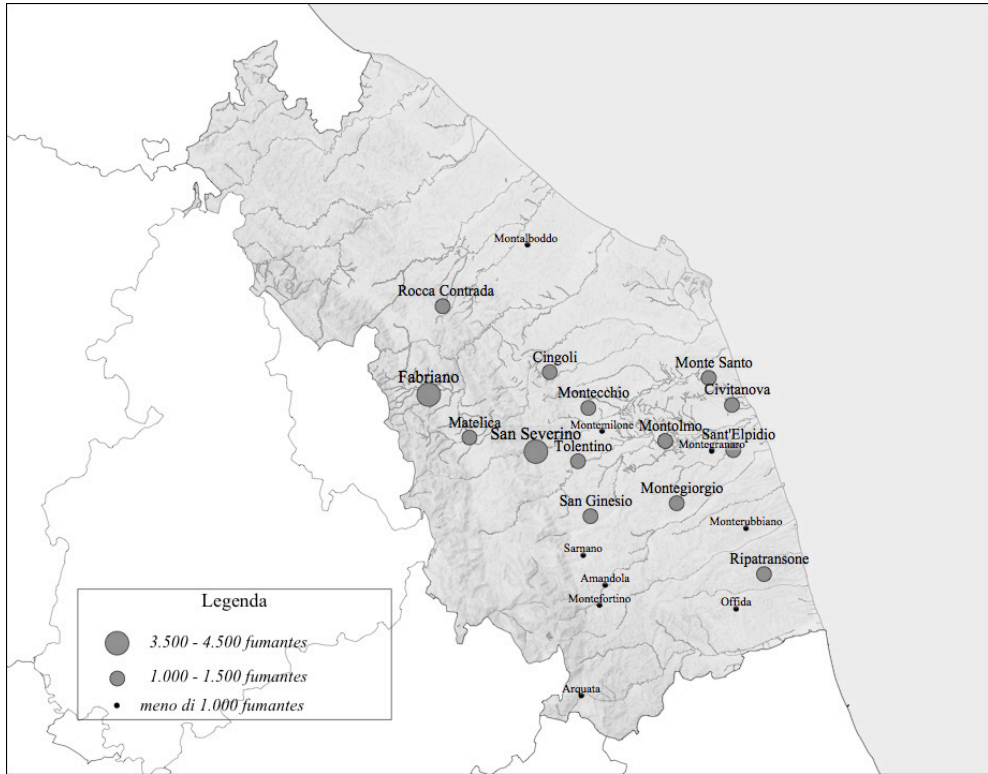 Montalboddo
Rocca Contrada
Cingoli
Monte Santo
Fabriano
Civitanova
Montecchio
Matelica
San Severino
Montemilone
Montolmo
Sant'Elpidio
Tolentino
Montegranaro
Montegiorgio
San Ginesio
Monterubbiano
Sarnano
Ripatransone
Amandola
Montefortino
Offida
Arquata
Legenda
3.500 - 4.500 fumantes
1.000 - 1.500 fumantes
meno di 1.000 fumantes